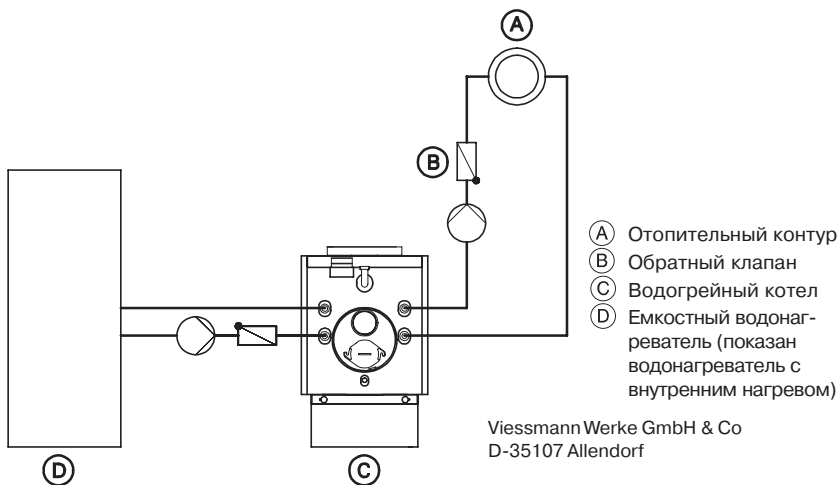 A
B
A Отопительный контур
B Обратный клапан
C Водогрейный котел
D Емкостный водонаг-
реватель (показан
водонагреватель с
внутренним нагревом)
Viessmann Werke GmbH & Co
D-35107 Allendorf
D
C